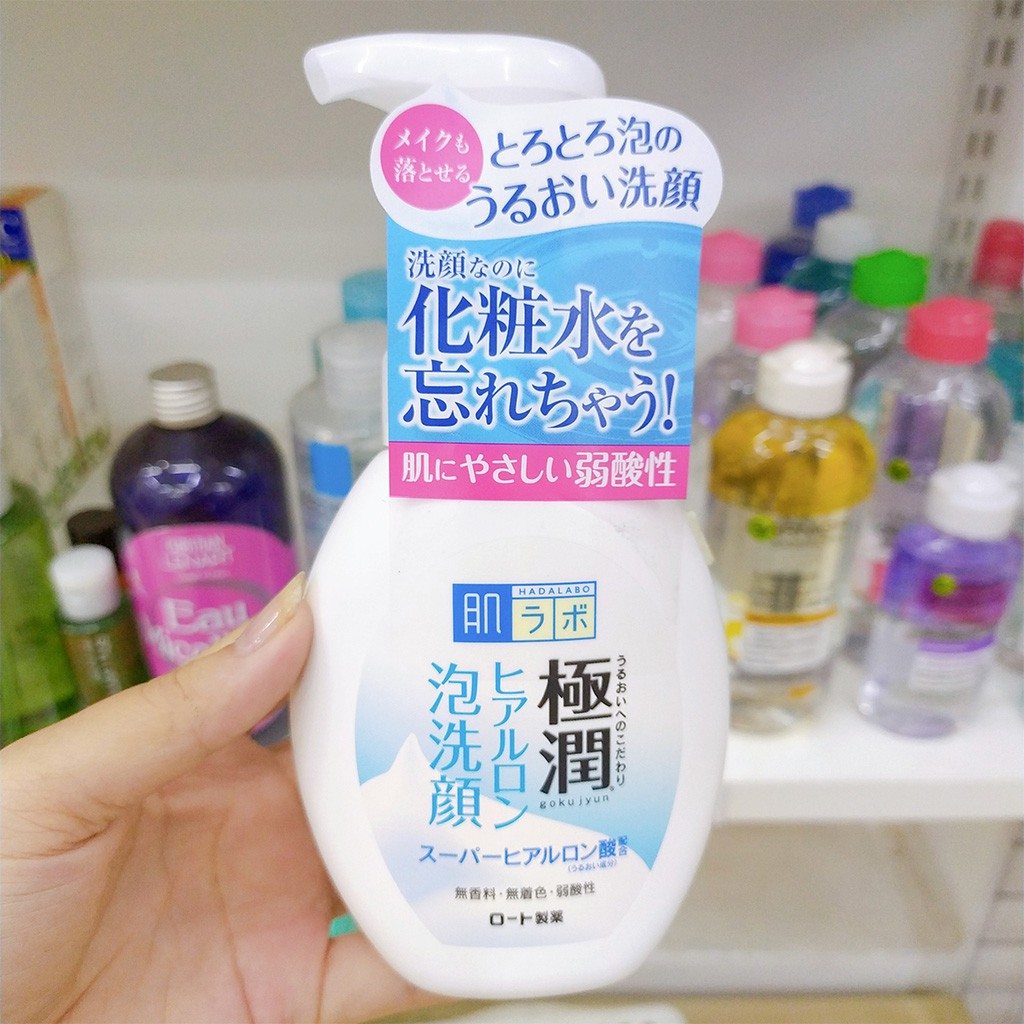 メイクも
落とせる
とろとろ泡の
うるおい洗顔
洗顔なのに
化粧水を
忘れちゃう!
肌にやさしい弱酸性
HADALABO
肌ラボ
うるおいへのこだわり
極潤
gokujyun
ヒアルロン
泡洗顔
スーパーヒアルロン酸配合
(うるおい成分)
無香料・無着色・弱酸性
ロート製薬
Eau